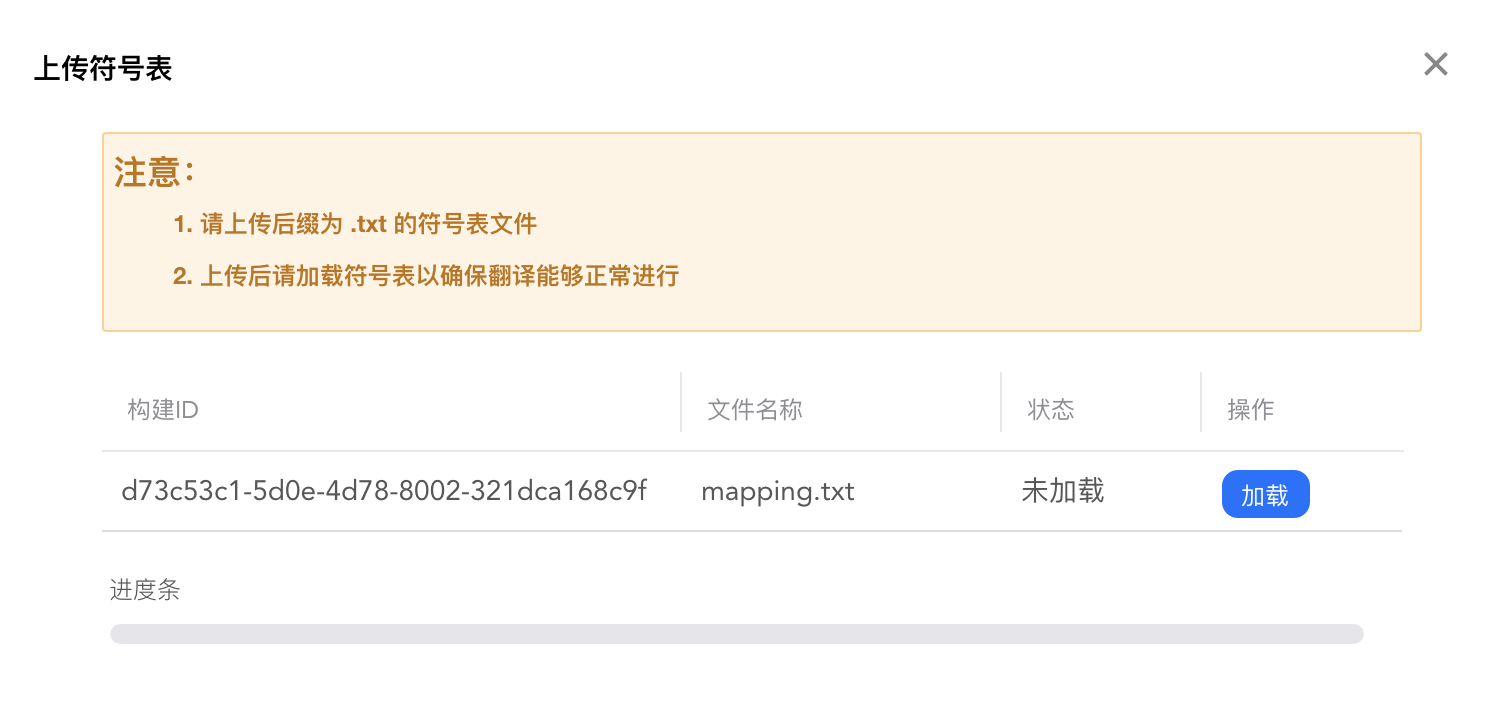 上传符号表
注意：
1. 请上传后缀为 .txt 的符号表文件
2. 上传后请加载符号表以确保翻译能够正常进行
构建ID 文件名称 状态 操作
d73c53c1-5d0e-4d78-8002-321dca168c9f mapping.txt 未加载 加载
进度条